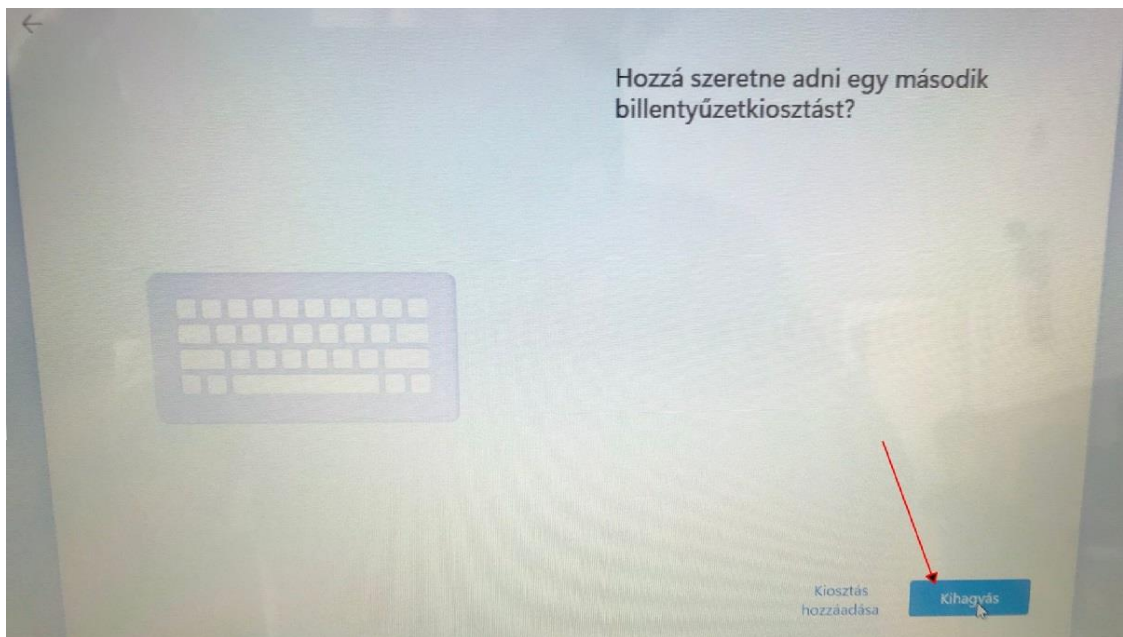 Hozzá szeretne adni egy második
billentyűzetkiosztást?
Kiosztás
hozzáadása
Kihagyás